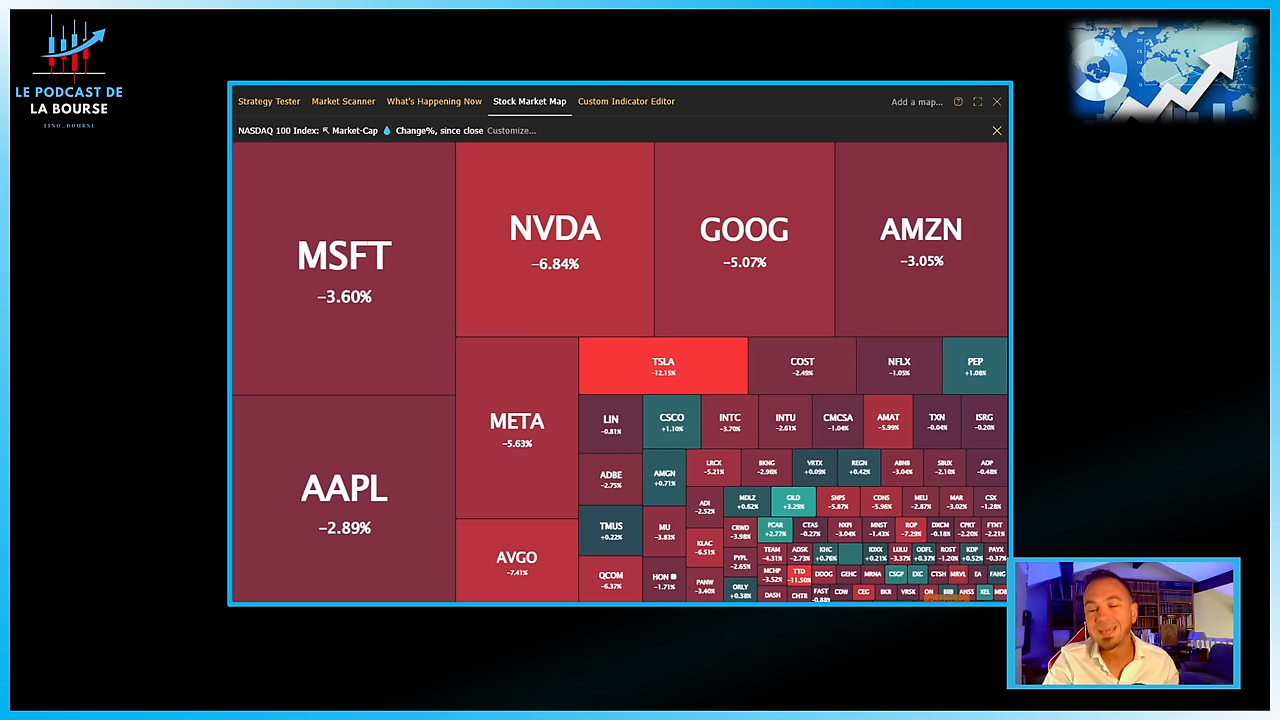 LE PODCAST DE
LA BOURSE
TINO_BOURSE
Strategy Tester Market Scanner What's Happening Now Stock Market Map Custom Indicator Editor Add a map...
NASDAQ 100 Index: Market-Cap Change%, since close Customize...
MSFT
-3.60%
NVDA
-6.84%
GOOG
-5.07%
AMZN
-3.05%
AAPL
-2.89%
META
-5.63%
AVGO
-7.41%
TSLA
-12.15%
COST
-2.49%
NFLX
-1.05%
PEP
+1.08%
LIN
-0.81%
CSCO
+1.10%
INTC
-3.70%
INTU
-2.61%
CMCSA
-1.04%
AMAT
-5.99%
TXN
-0.04%
ISRG
-0.20%
ADBE
-2.75%
AMGN
+0.71%
LRCX
-5.21%
BKNG
-2.96%
VRTX
+0.09%
REGN
+0.42%
ABNB
-3.04%
SBUX
-2.10%
ADP
-0.48%
TMUS
+0.22%
MU
-3.83%
ADI
-2.52%
MDLZ
+0.62%
GILD
+3.29%
SNPS
-5.87%
CDNS
-5.96%
MELI
-2.87%
MAR
-3.02%
CSX
-1.28%
CRWD
-3.98%
PCAR
+2.77%
CTAS
-0.27%
NXPI
-3.04%
MNST
-1.43%
ROP
-7.29%
DXCM
-0.18%
CPRT
-2.20%
FTNT
-2.21%
QCOM
-6.37%
HON
-1.71%
KLAC
-6.51%
PANW
-3.40%
PYPL
-2.65%
ORLY
+0.38%
TEAM
-4.31%
ADSK
-2.73%
KHC
+0.76%
IDXX
+0.21%
LULU
-3.37%
ODFL
+0.37%
ROST
-1.20%
KDP
+0.52%
PAYX
-0.37%
MCHP
-3.52%
TTD
-11.50%
DDOG
GEHC
MRNA
CSGP
EXC
CTSH
MRVL
EA
FANG
DASH
CHTR
FAST
-0.88%
CDW
CEG
BKR
VRSK
ON
BIIB
ANSS
XEL
MDB